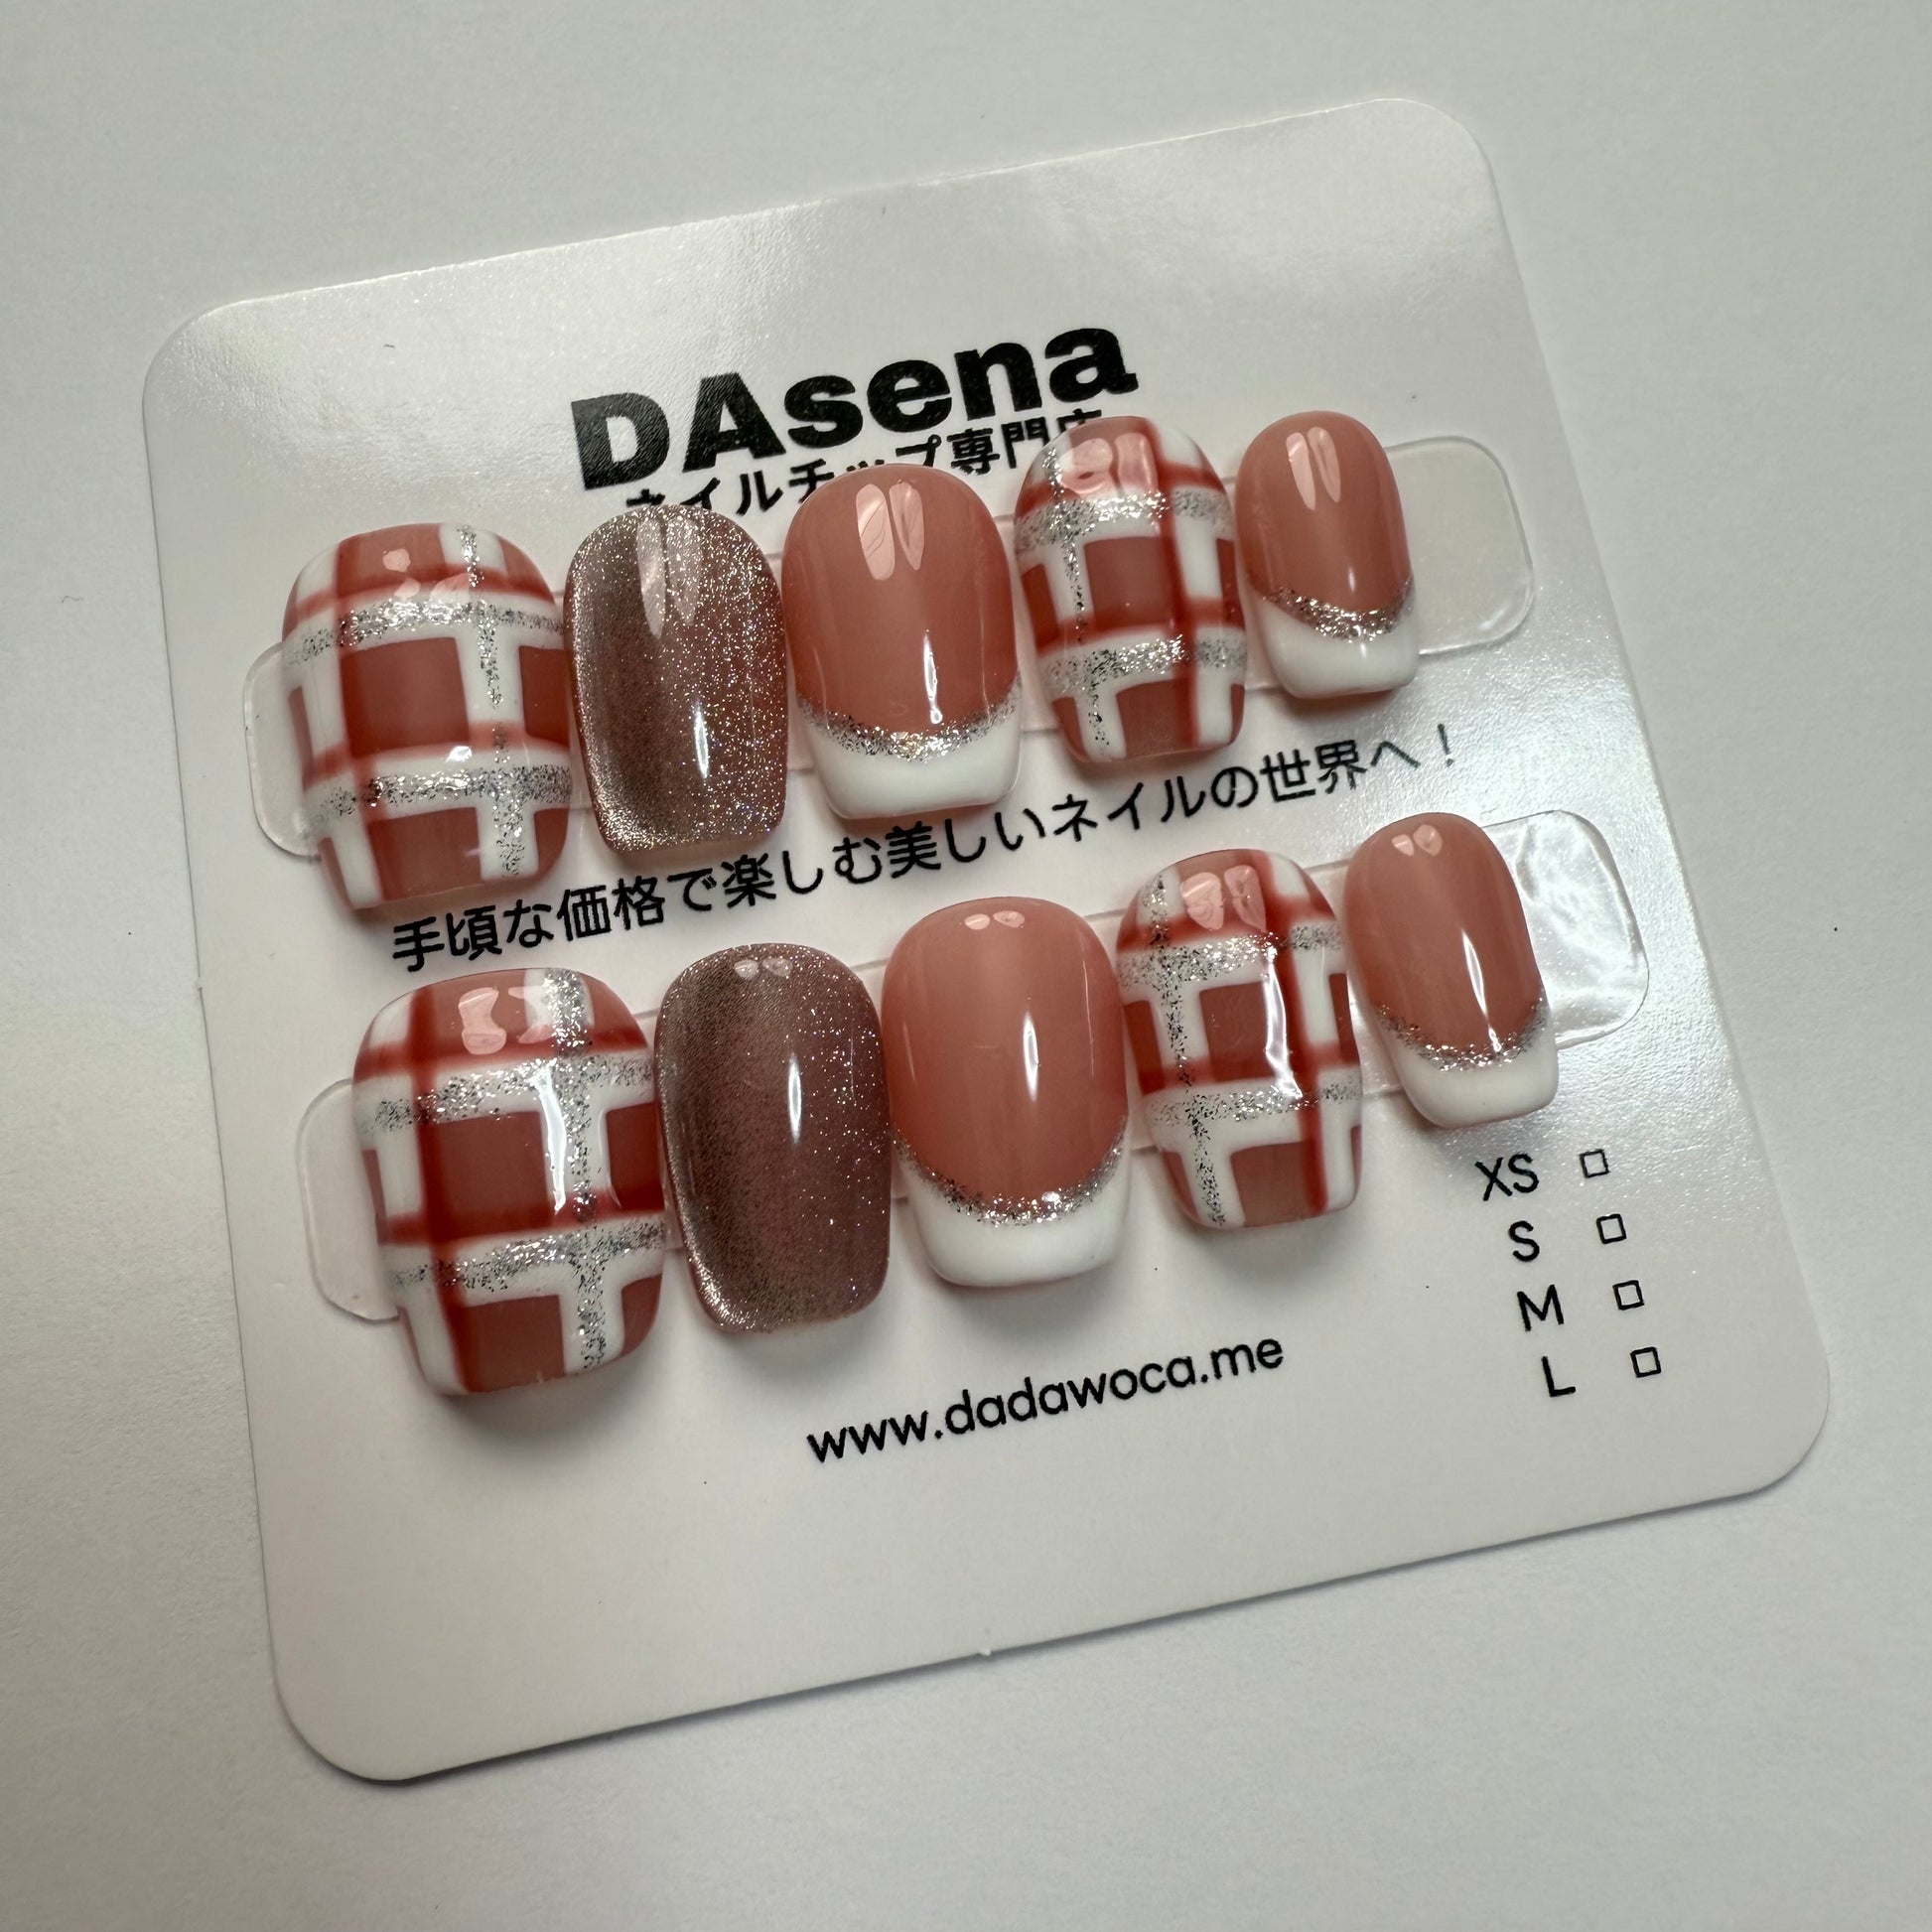 DAsena
ネイルチップ専門店
手頃な価格で楽しむ美しいネイルの世界へ！
XS □
S □
M □
L □
www.dadawoca.me